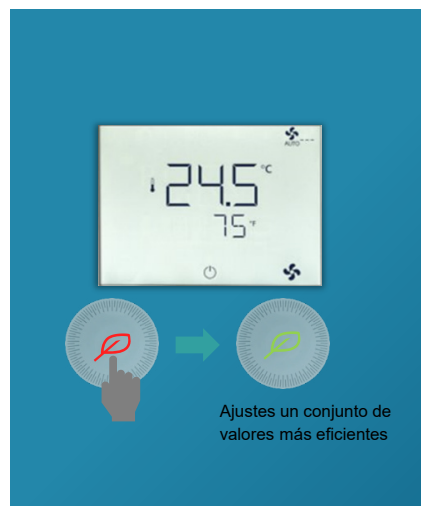 AUTO ---
24.5 °C
75 °F
Ajustes un conjunto de
valores más eficientes